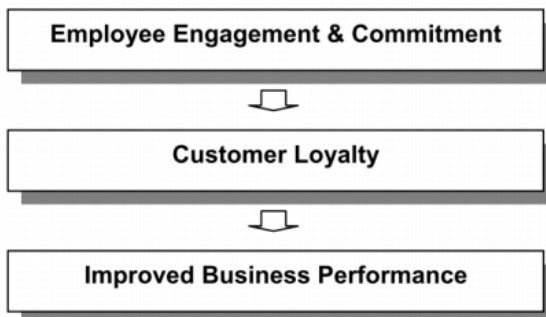 Employee Engagement & Commitment
Customer Loyalty
Improved Business Performance